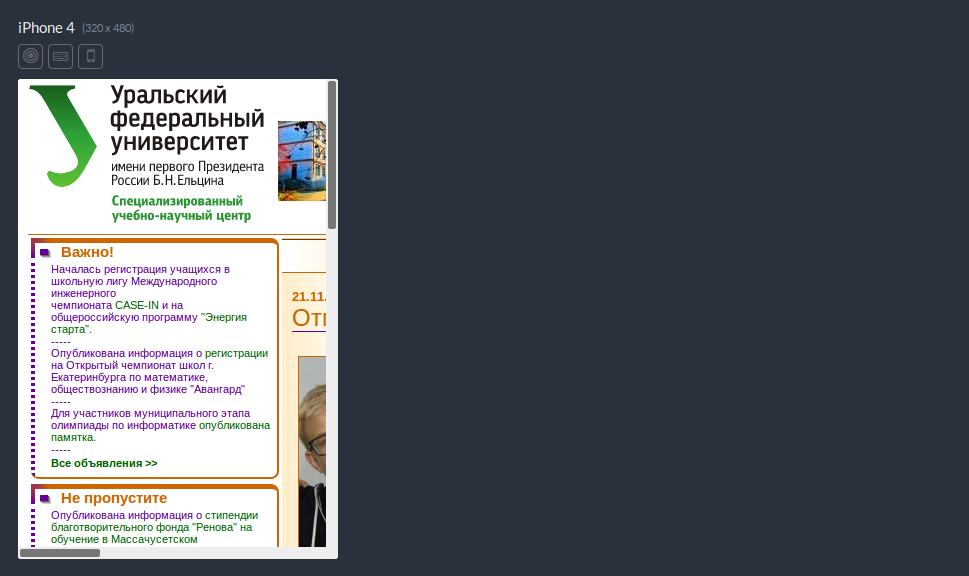 iPhone 4 (320 x 480)
Уральский
федеральный
университет
имени первого Президента
России Б.Н.Ельцина
Специализированный
учебно-научный центр
Важно!
Началась регистрация учащихся в
школьную лигу Международного
инженерного
чемпионата CASE-IN и на
общероссийскую программу "Энергия
старта".
-----
Опубликована информация о регистрации
на Открытый чемпионат школ г.
Екатеринбурга по математике,
обществознанию и физике "Авангард"
-----
Для участников муниципального этапа
олимпиады по информатике опубликована
памятка.
-----
Все объявления >>
21.11.
Не пропустите
Опубликована информация о стипендии
благотворительного фонда "Ренова" на
обучение в Массачусетском